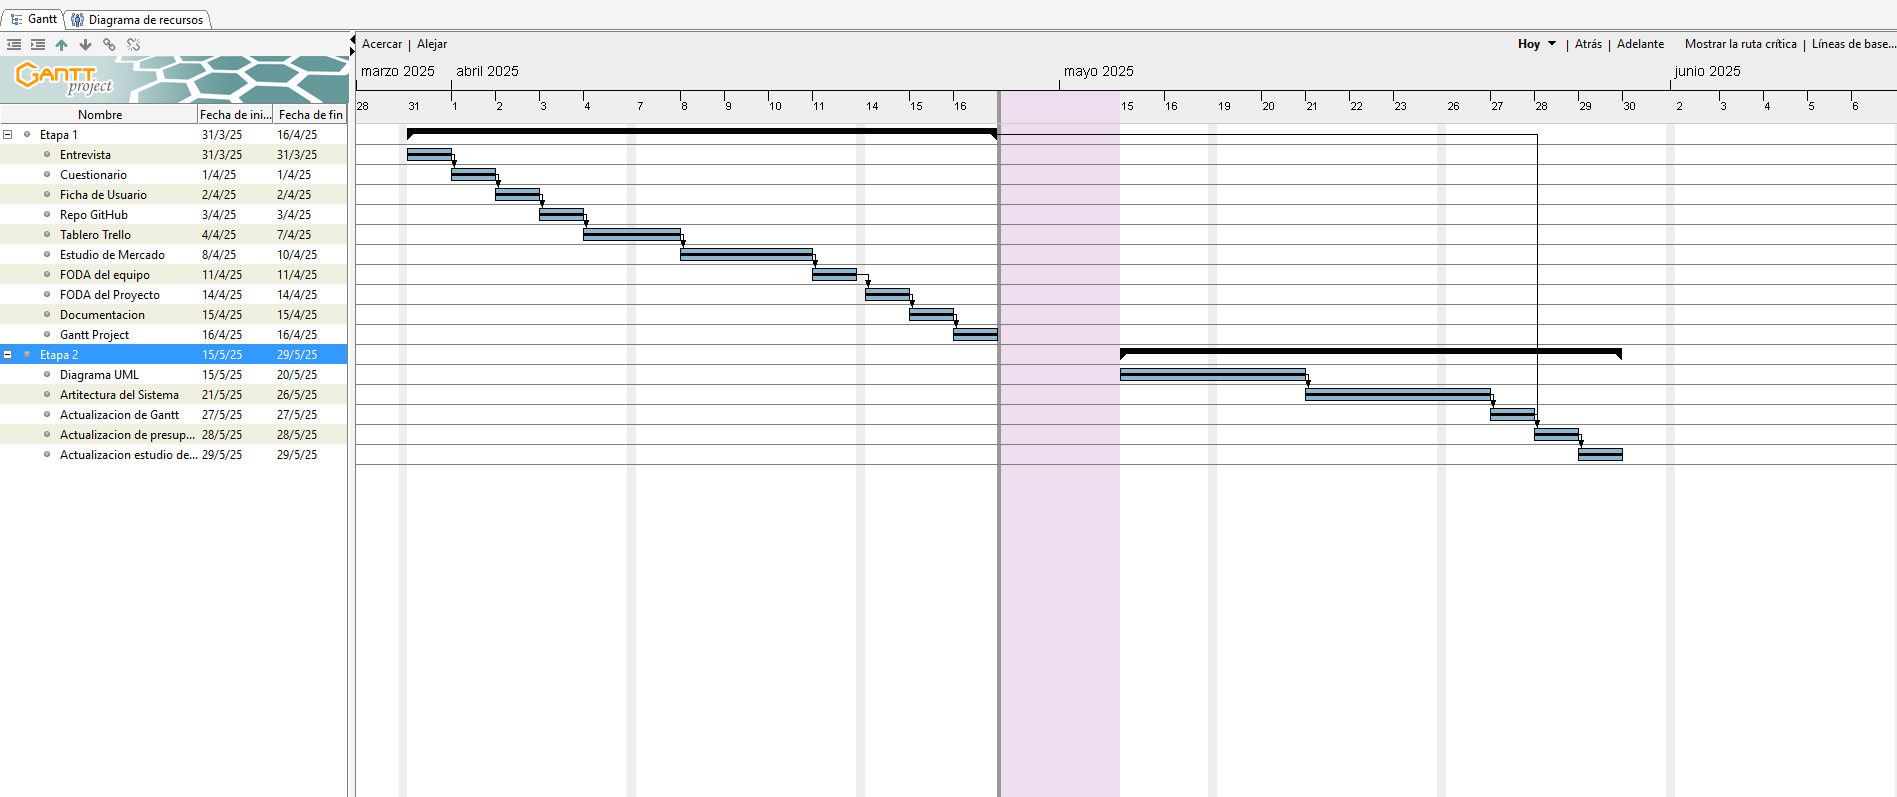 Gantt Diagrama de recursos
Acercar | Alejar Hoy | Atrás | Adelante Mostrar la ruta crítica | Líneas de base...
GANTT project
marzo 2025 abril 2025 mayo 2025 junio 2025
28 31 1 2 3 4 7 8 9 10 11 14 15 16 15 16 19 20 21 22 23 26 27 28 29 30 2 3 4 5 6
Nombre Fecha de ini... Fecha de fin
Etapa 1 31/3/25 16/4/25
Entrevista 31/3/25 31/3/25
Cuestionario 1/4/25 1/4/25
Ficha de Usuario 2/4/25 2/4/25
Repo GitHub 3/4/25 3/4/25
Tablero Trello 4/4/25 7/4/25
Estudio de Mercado 8/4/25 10/4/25
FODA del equipo 11/4/25 11/4/25
FODA del Proyecto 14/4/25 14/4/25
Documentacion 15/4/25 15/4/25
Gantt Project 16/4/25 16/4/25
Etapa 2 15/5/25 29/5/25
Diagrama UML 15/5/25 20/5/25
Artitectura del Sistema 21/5/25 26/5/25
Actualizacion de Gantt 27/5/25 27/5/25
Actualizacion de presup... 28/5/25 28/5/25
Actualizacion estudio de... 29/5/25 29/5/25